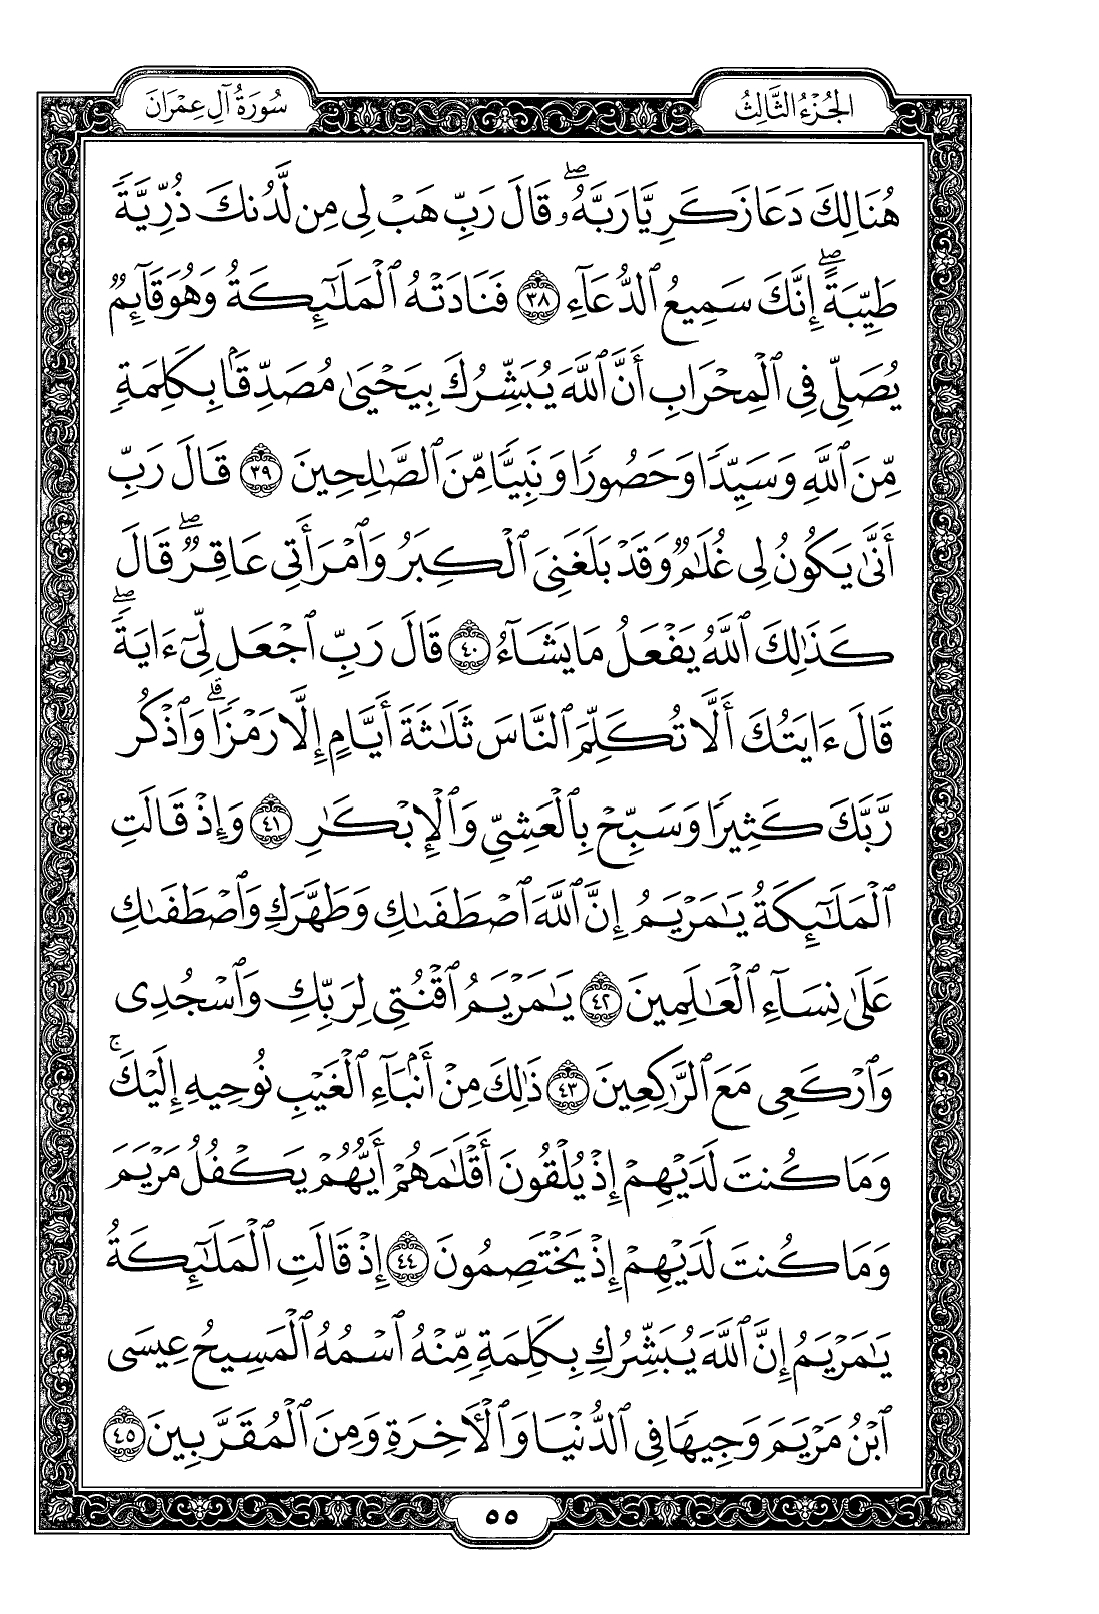 الجُزْءُ الثَّالِثُ
سُورَةُ آلِ عِمْرَانَ
هُنَالِكَ دَعَا زَكَرِيَّا رَبَّهُۥۖ قَالَ رَبِّ هَبْ لِى مِن لَّدُنكَ ذُرِّيَّةً
طَيِّبَةًۖ إِنَّكَ سَمِيعُ ٱلدُّعَآءِ ٣٨ فَنَادَتْهُ ٱلْمَلَٰٓئِكَةُ وَهُوَ قَآئِمٌ
يُصَلِّى فِى ٱلْمِحْرَابِ أَنَّ ٱللَّهَ يُبَشِّرُكَ بِيَحْيَىٰ مُصَدِّقًۢا بِكَلِمَةٍ
مِّنَ ٱللَّهِ وَسَيِّدًا وَحَصُورًا وَنَبِيًّا مِّنَ ٱلصَّٰلِحِينَ ٣٩ قَالَ رَبِّ
أَنَّىٰ يَكُونُ لِى غُلَٰمٌ وَقَدْ بَلَغَنِىَ ٱلْكِبَرُ وَٱمْرَأَتِى عَاقِرٌۖ قَالَ
كَذَٰلِكَ ٱللَّهُ يَفْعَلُ مَا يَشَآءُ ٤٠ قَالَ رَبِّ ٱجْعَل لِّىٓ ءَايَةًۖ
قَالَ ءَايَتُكَ أَلَّا تُكَلِّمَ ٱلنَّاسَ ثَلَٰثَةَ أَيَّامٍ إِلَّا رَمْزًاۗ وَٱذْكُر
رَّبَّكَ كَثِيرًا وَسَبِّحْ بِٱلْعَشِىِّ وَٱلْإِبْكَٰرِ ٤١ وَإِذْ قَالَتِ
ٱلْمَلَٰٓئِكَةُ يَٰمَرْيَمُ إِنَّ ٱللَّهَ ٱصْطَفَىٰكِ وَطَهَّرَكِ وَٱصْطَفَىٰكِ
عَلَىٰ نِسَآءِ ٱلْعَٰلَمِينَ ٤٢ يَٰمَرْيَمُ ٱقْنُتِى لِرَبِّكِ وَٱسْجُدِى
وَٱرْكَعِى مَعَ ٱلرَّٰكِعِينَ ٤٣ ذَٰلِكَ مِنْ أَنۢبَآءِ ٱلْغَيْبِ نُوحِيهِ إِلَيْكَۚ
وَمَا كُنتَ لَدَيْهِمْ إِذْ يُلْقُونَ أَقْلَٰمَهُمْ أَيُّهُمْ يَكْفُلُ مَرْيَمَ
وَمَا كُنتَ لَدَيْهِمْ إِذْ يَخْتَصِمُونَ ٤٤ إِذْ قَالَتِ ٱلْمَلَٰٓئِكَةُ
يَٰمَرْيَمُ إِنَّ ٱللَّهَ يُبَشِّرُكِ بِكَلِمَةٍ مِّنْهُ ٱسْمُهُ ٱلْمَسِيحُ عِيسَى
ٱبْنُ مَرْيَمَ وَجِيهًا فِى ٱلدُّنْيَا وَٱلْءَاخِرَةِ وَمِنَ ٱلْمُقَرَّبِينَ ٤٥
٥٥